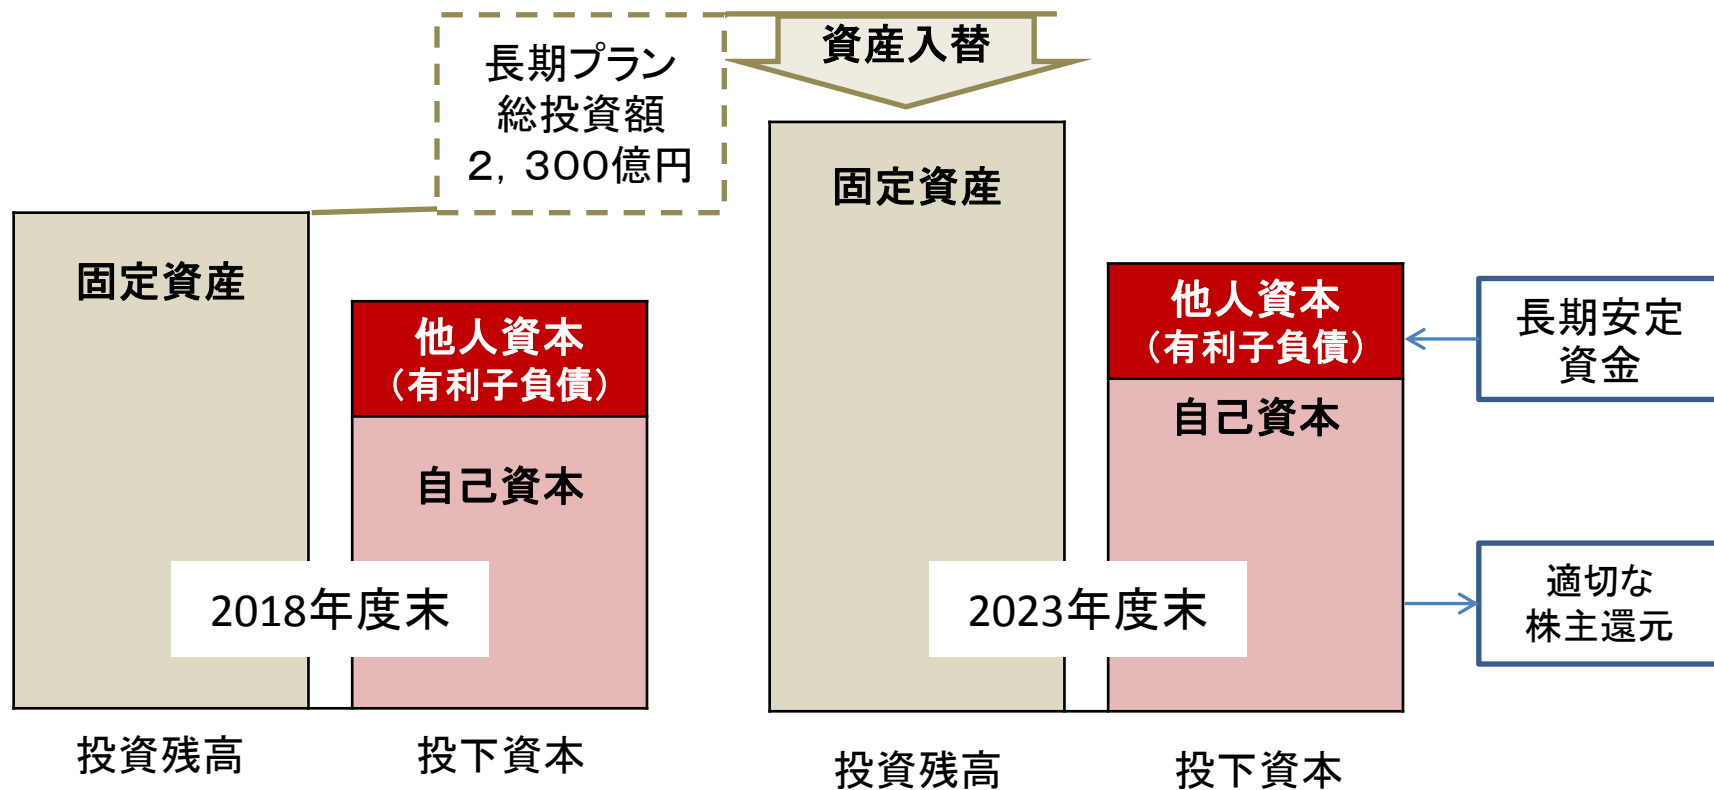 長期プラン
総投資額
２，３００億円
資産入替
固定資産
他人資本
（有利子負債）
自己資本
2018年度末
投資残高
投下資本
固定資産
他人資本
（有利子負債）
自己資本
2023年度末
投資残高
投下資本
長期安定
資金
適切な
株主還元